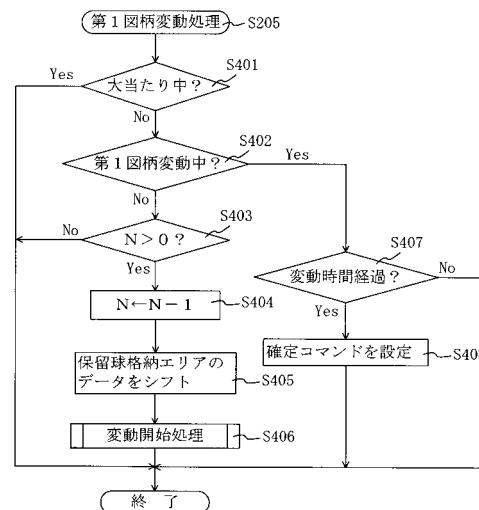 第1図柄変動処理 S205
Yes S401
大当たり中？
No
S402
第1図柄変動中？ Yes
No
S403
No N＞0？
Yes
S407
変動時間経過？ No
Yes
N←N－1 S404
確定コマンドを設定 S408
保留球格納エリアの
データをシフト S405
変動開始処理 S406
終 了